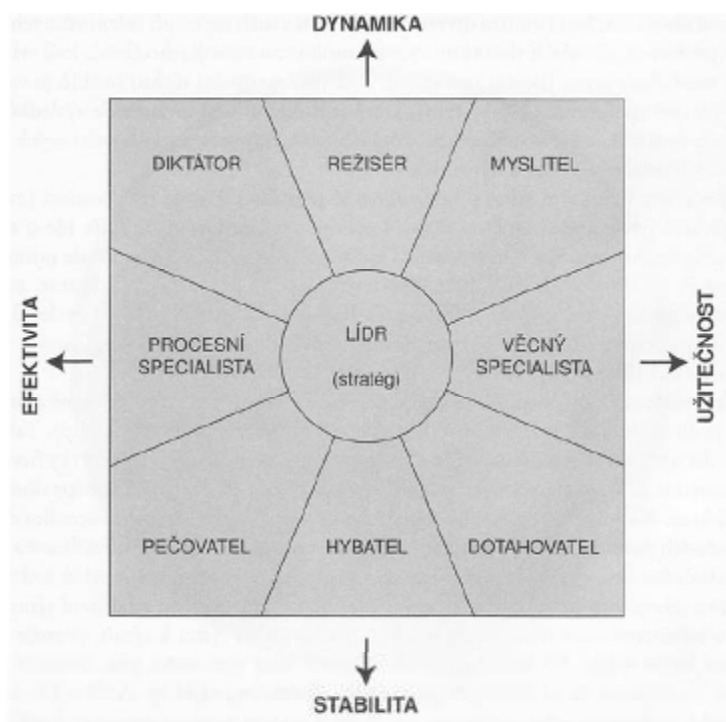 DYNAMIKA
DIKTÁTOR
REŽISÉR
MYSLITEL
EFEKTIVITA
PROCESNÍ
SPECIALISTA
LÍDR
(stratég)
VĚCNÝ
SPECIALISTA
UŽITEČNOST
PEČOVATEL
HYBATEL
DOTAHOVATEL
STABILITA